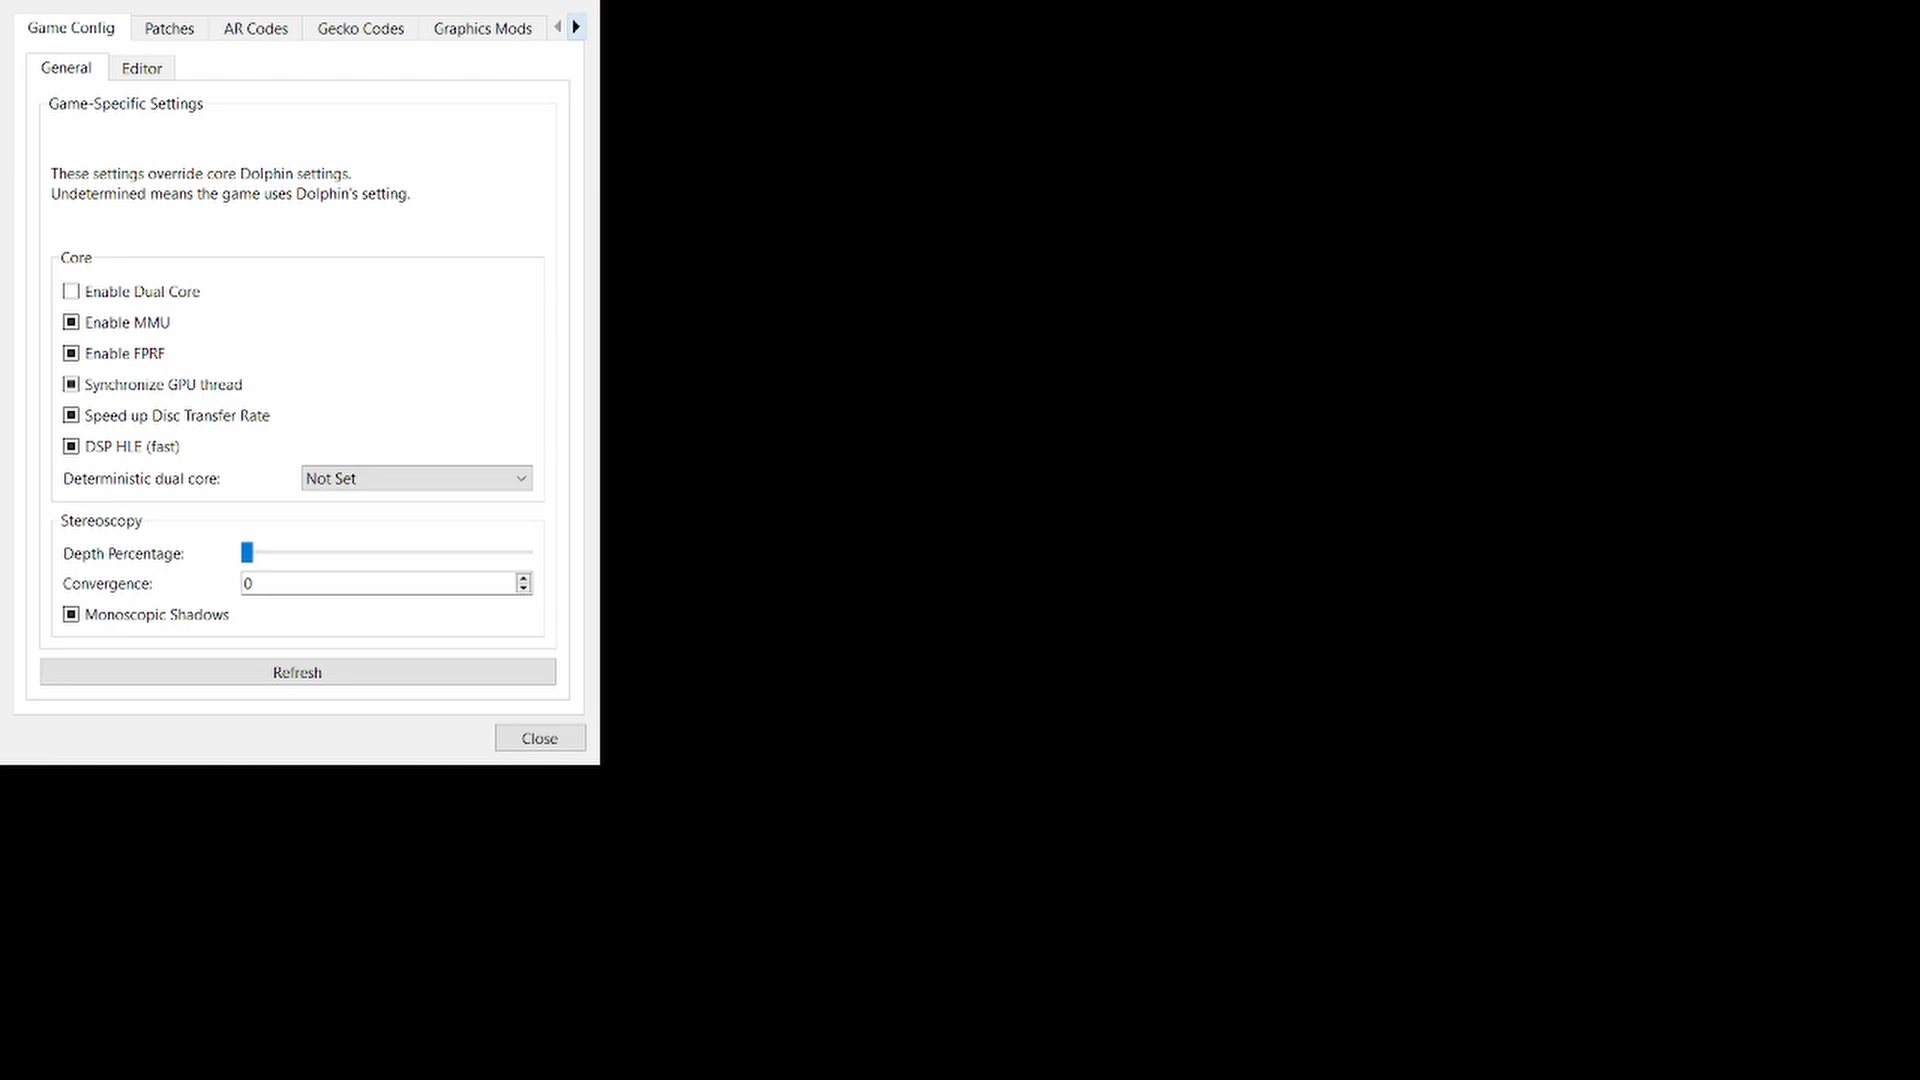 Game Config Patches AR Codes Gecko Codes Graphics Mods
General Editor
Game-Specific Settings
These settings override core Dolphin settings.
Undetermined means the game uses Dolphin's setting.
Core
Enable Dual Core
Enable MMU
Enable FPRF
Synchronize GPU thread
Speed up Disc Transfer Rate
DSP HLE (fast)
Deterministic dual core: Not Set
Stereoscopy
Depth Percentage:
Convergence: 0
Monoscopic Shadows
Refresh
Close